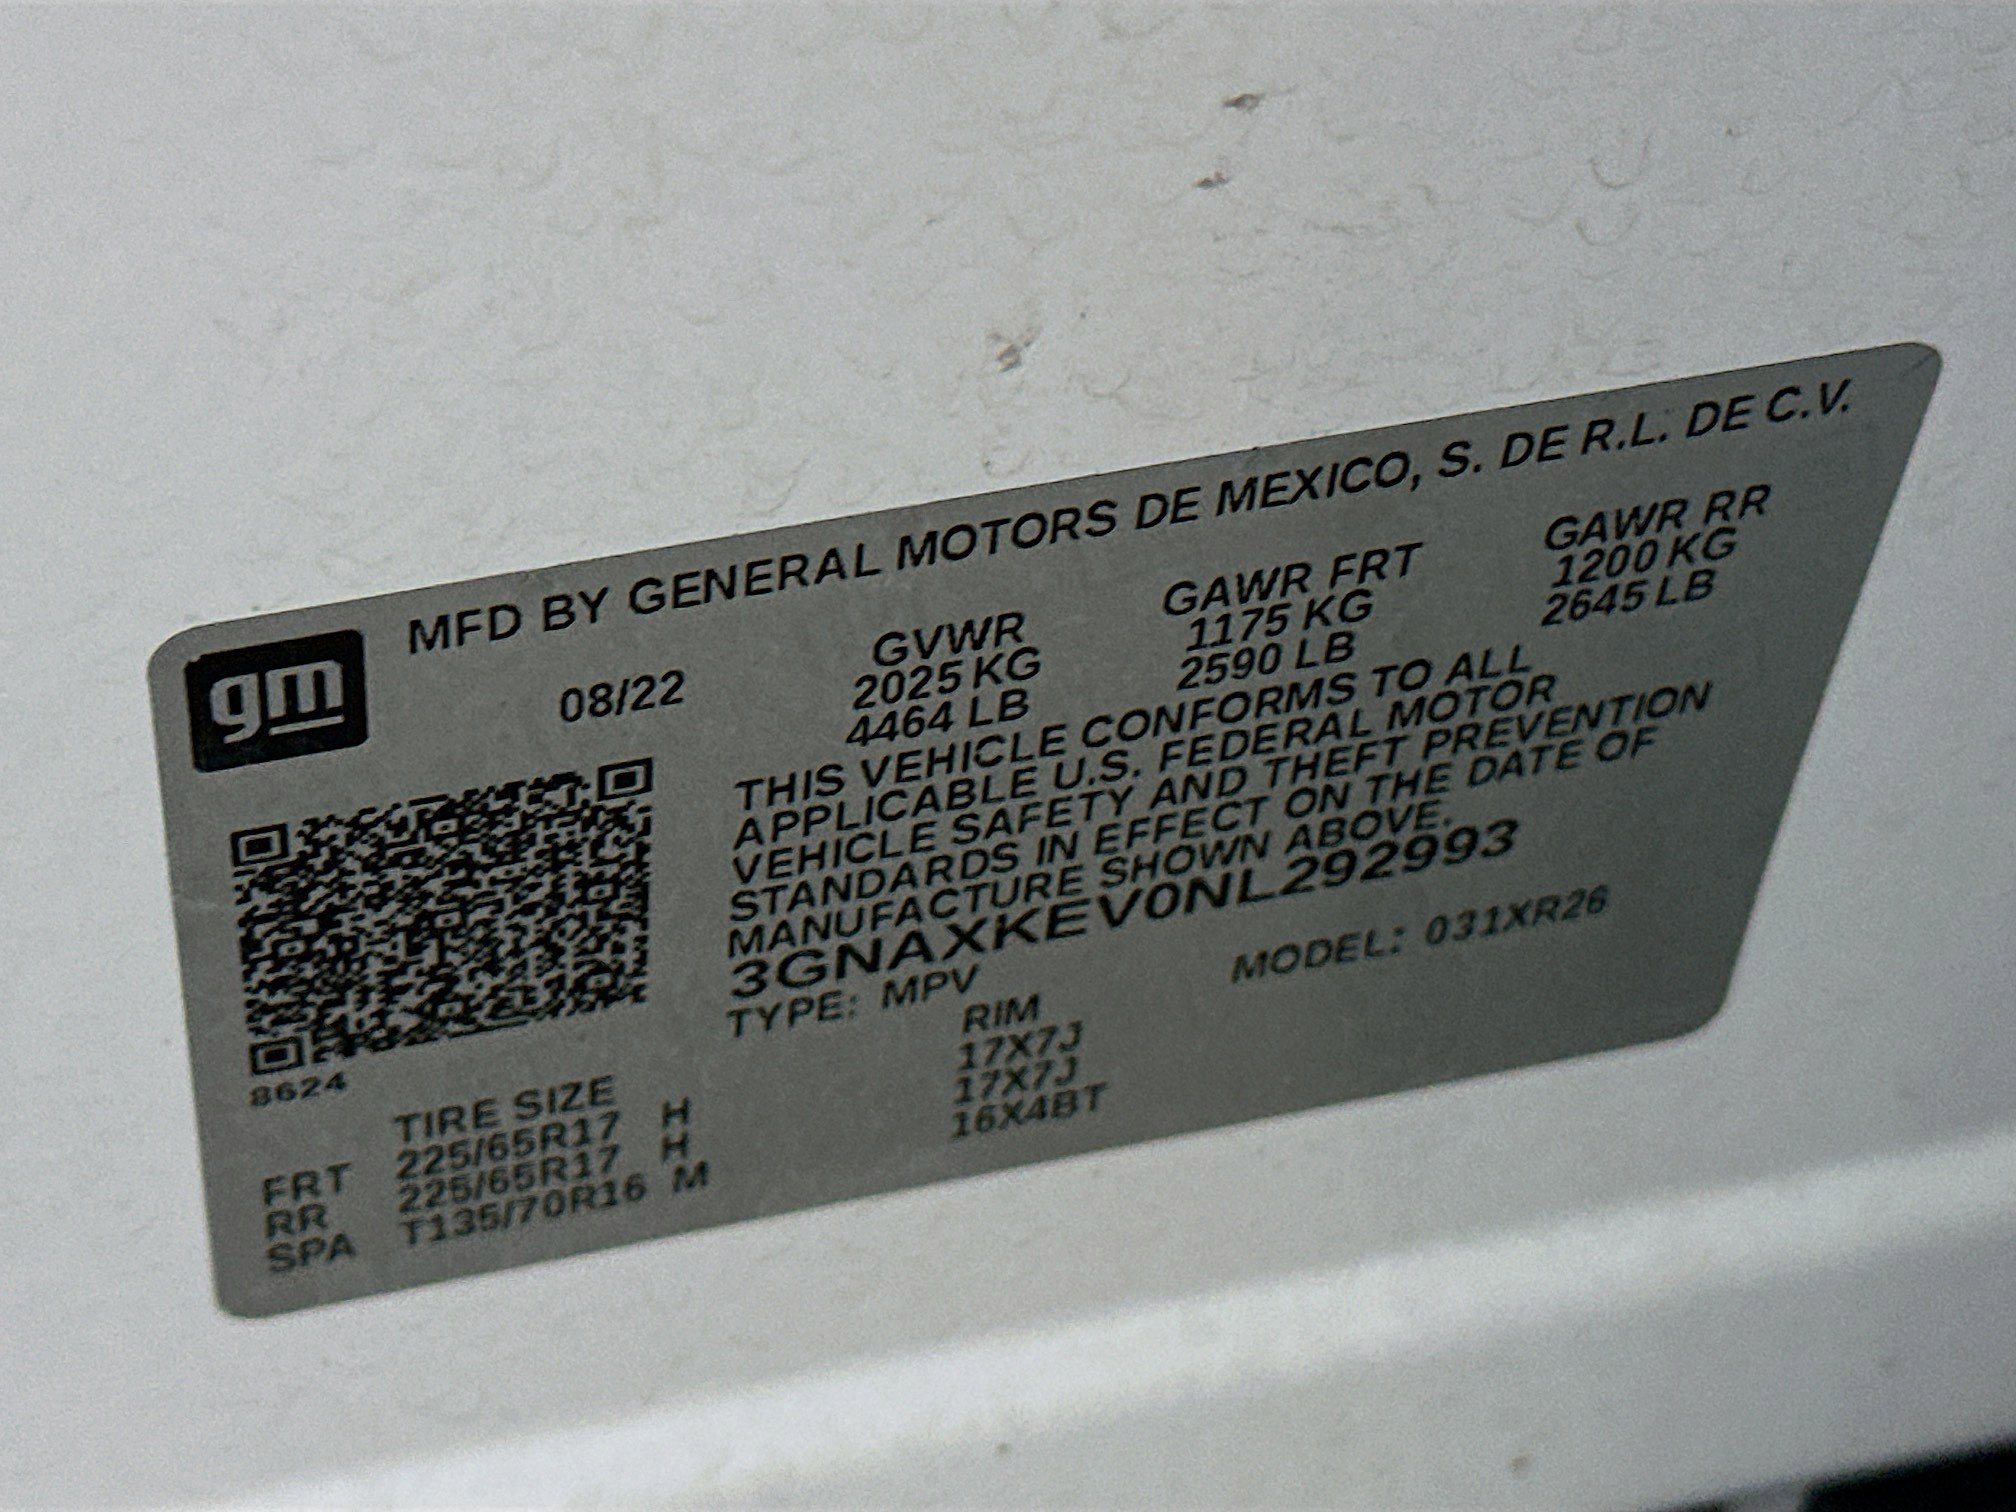 gm
MFD BY GENERAL MOTORS DE MEXICO, S. DE R.L. DE C.V.
08/22
GVWR GAWR FRT GAWR RR
2025 KG 1175 KG 1200 KG
4464 LB 2590 LB 2645 LB
THIS VEHICLE CONFORMS TO ALL
APPLICABLE U.S. FEDERAL MOTOR
VEHICLE SAFETY AND THEFT PREVENTION
STANDARDS IN EFFECT ON THE DATE OF
MANUFACTURE SHOWN ABOVE.
3GNAXKEV0NL292993
TYPE: MPV MODEL: 031XR26
8624
TIRE SIZE RIM
FRT 225/65R17 H 17X7J
RR 225/65R17 H 17X7J
SPA T135/70R16 M 16X4BT